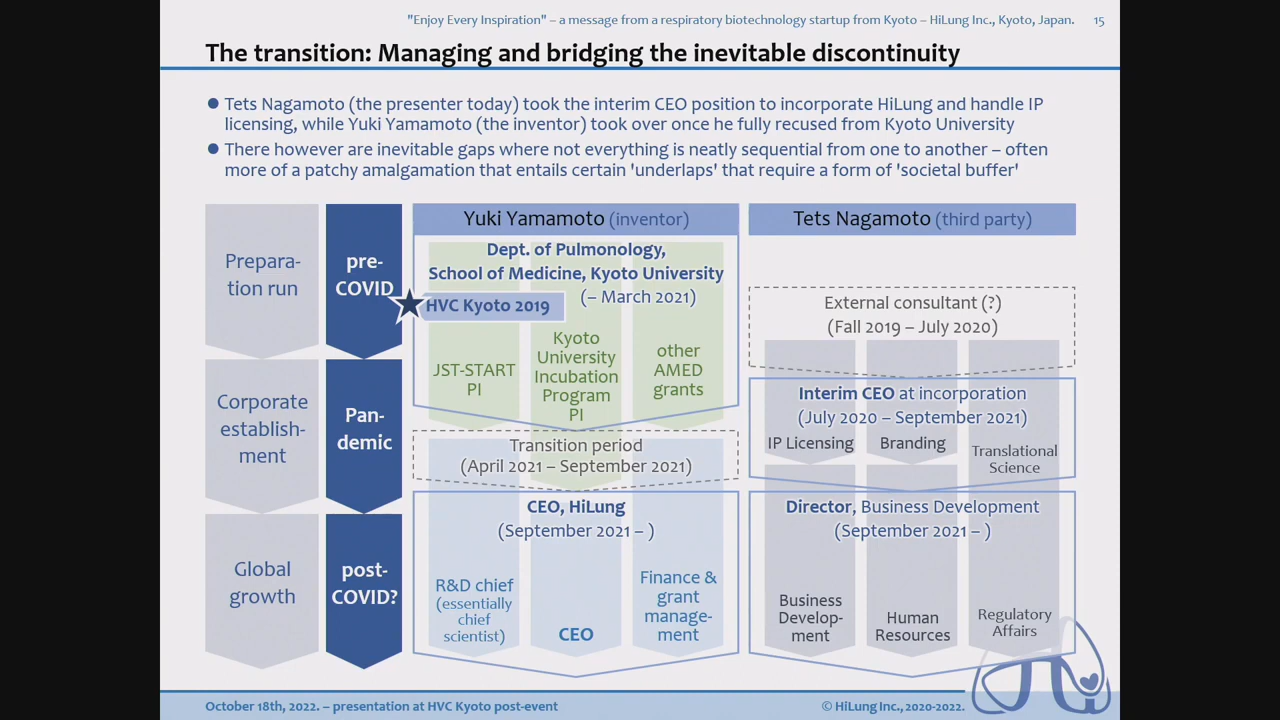 "Enjoy Every Inspiration" – a message from a respiratory biotechnology startup from Kyoto – HiLung Inc., Kyoto, Japan. 15
The transition: Managing and bridging the inevitable discontinuity
Tets Nagamoto (the presenter today) took the interim CEO position to incorporate HiLung and handle IP
licensing, while Yuki Yamamoto (the inventor) took over once he fully recused from Kyoto University
There however are inevitable gaps where not everything is neatly sequential from one to another – often
more of a patchy amalgamation that entails certain 'underlaps' that require a form of 'societal buffer'
Prepara-
tion run
Corporate
establish-
ment
Global
growth
pre-
COVID
Pan-
demic
post-
COVID?
Yuki Yamamoto (inventor)
Dept. of Pulmonology,
School of Medicine, Kyoto University
(– March 2021)
HVC Kyoto 2019
JST-START
PI
Kyoto
University
Incubation
Program
PI
other
AMED
grants
Transition period
(April 2021 – September 2021)
CEO, HiLung
(September 2021 – )
R&D chief
(essentially
chief
scientist)
CEO
Finance &
grant
manage-
ment
Tets Nagamoto (third party)
External consultant (?)
(Fall 2019 – July 2020)
Interim CEO at incorporation
(July 2020 – September 2021)
IP Licensing
Branding
Translational
Science
Director, Business Development
(September 2021 – )
Business
Develop-
ment
Human
Resources
Regulatory
Affairs
October 18th, 2022. – presentation at HVC Kyoto post-event
© HiLung Inc., 2020-2022.